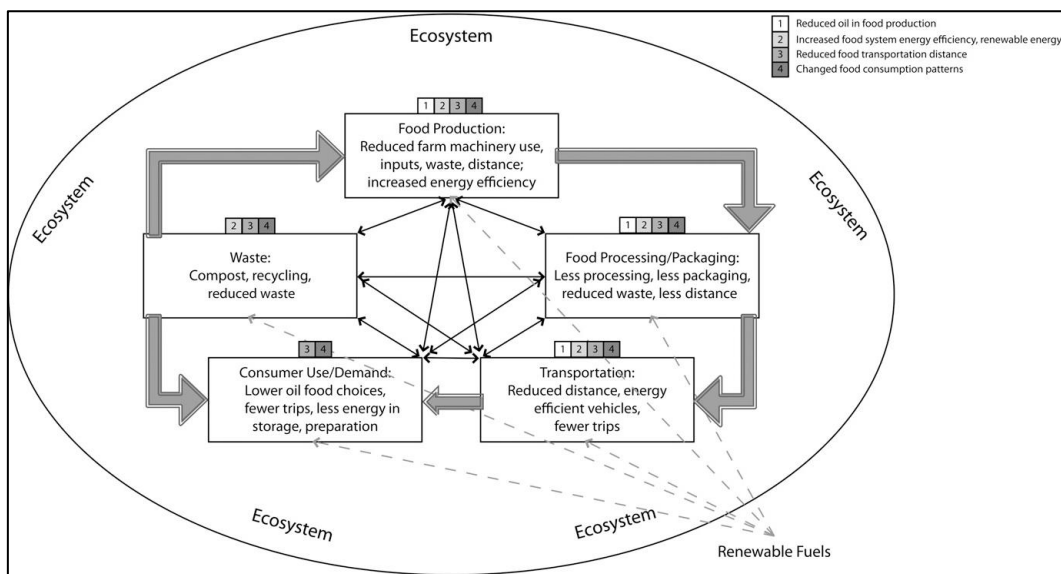 Ecosystem
1 Reduced oil in food production
2 Increased food system energy efficiency, renewable energy
3 Reduced food transportation distance
4 Changed food consumption patterns
1 2 3 4
Food Production:
Reduced farm machinery use,
inputs, waste, distance;
increased energy efficiency
Ecosystem
Ecosystem
2 3 4
Waste:
Compost, recycling,
reduced waste
1 2 3 4
Food Processing/Packaging:
Less processing, less packaging,
reduced waste, less distance
3 4
Consumer Use/Demand:
Lower oil food choices,
fewer trips, less energy in
storage, preparation
1 2 3 4
Transportation:
Reduced distance, energy
efficient vehicles,
fewer trips
Ecosystem
Ecosystem
Renewable Fuels